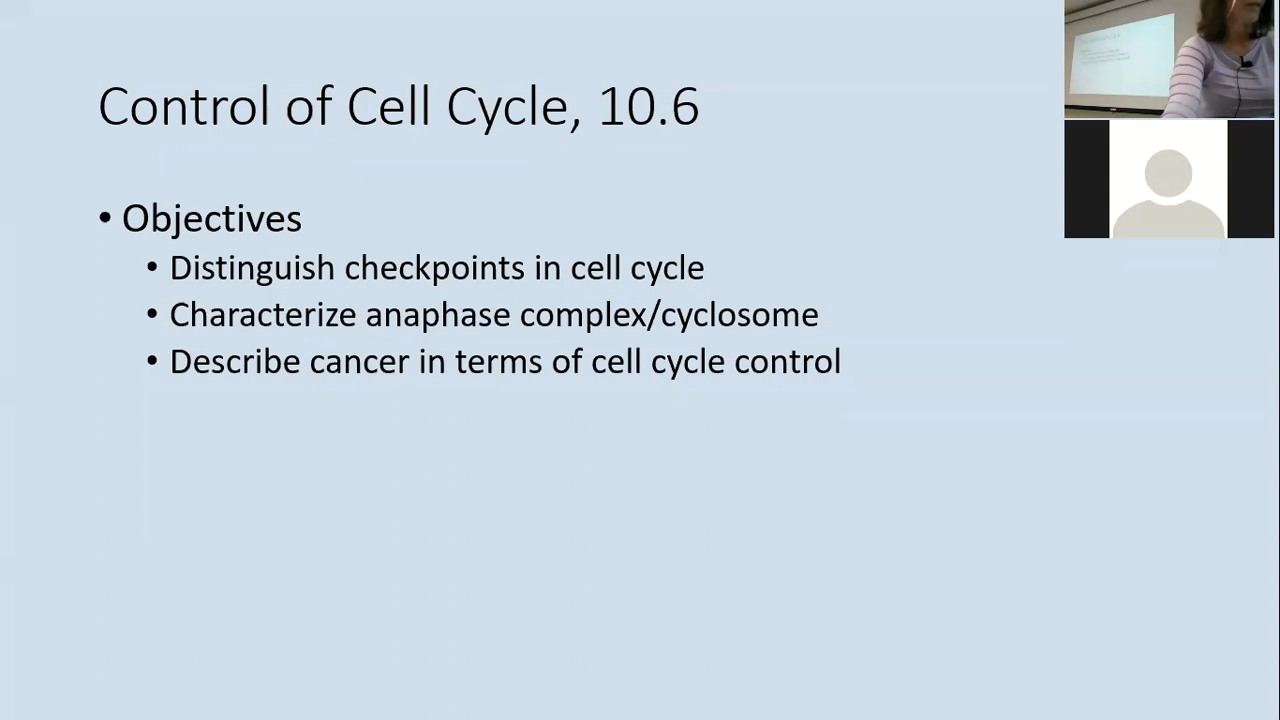 Control of Cell Cycle, 10.6
• Objectives
• Distinguish checkpoints in cell cycle
• Characterize anaphase complex/cyclosome
• Describe cancer in terms of cell cycle control